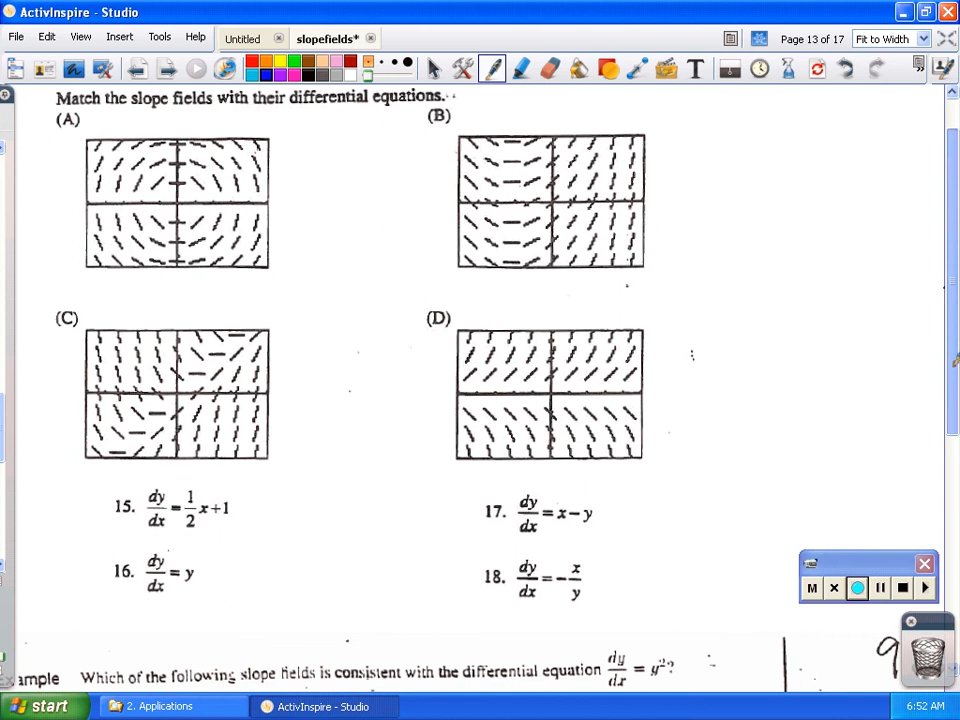 ActivInspire - Studio
File Edit View Insert Tools Help
Untitled
slopefields*
Page 13 of 17
Fit to Width
Match the slope fields with their differential equations.
(A)
(B)
(C)
(D)
15. dy/dx = 1/2 x+1
17. dy/dx = x−y
16. dy/dx = y
18. dy/dx = −x/y
M
ample Which of the following slope fields is consistent with the differential equation dy/dx = y²?
9
start
2. Applications
ActivInspire - Studio
6:52 AM